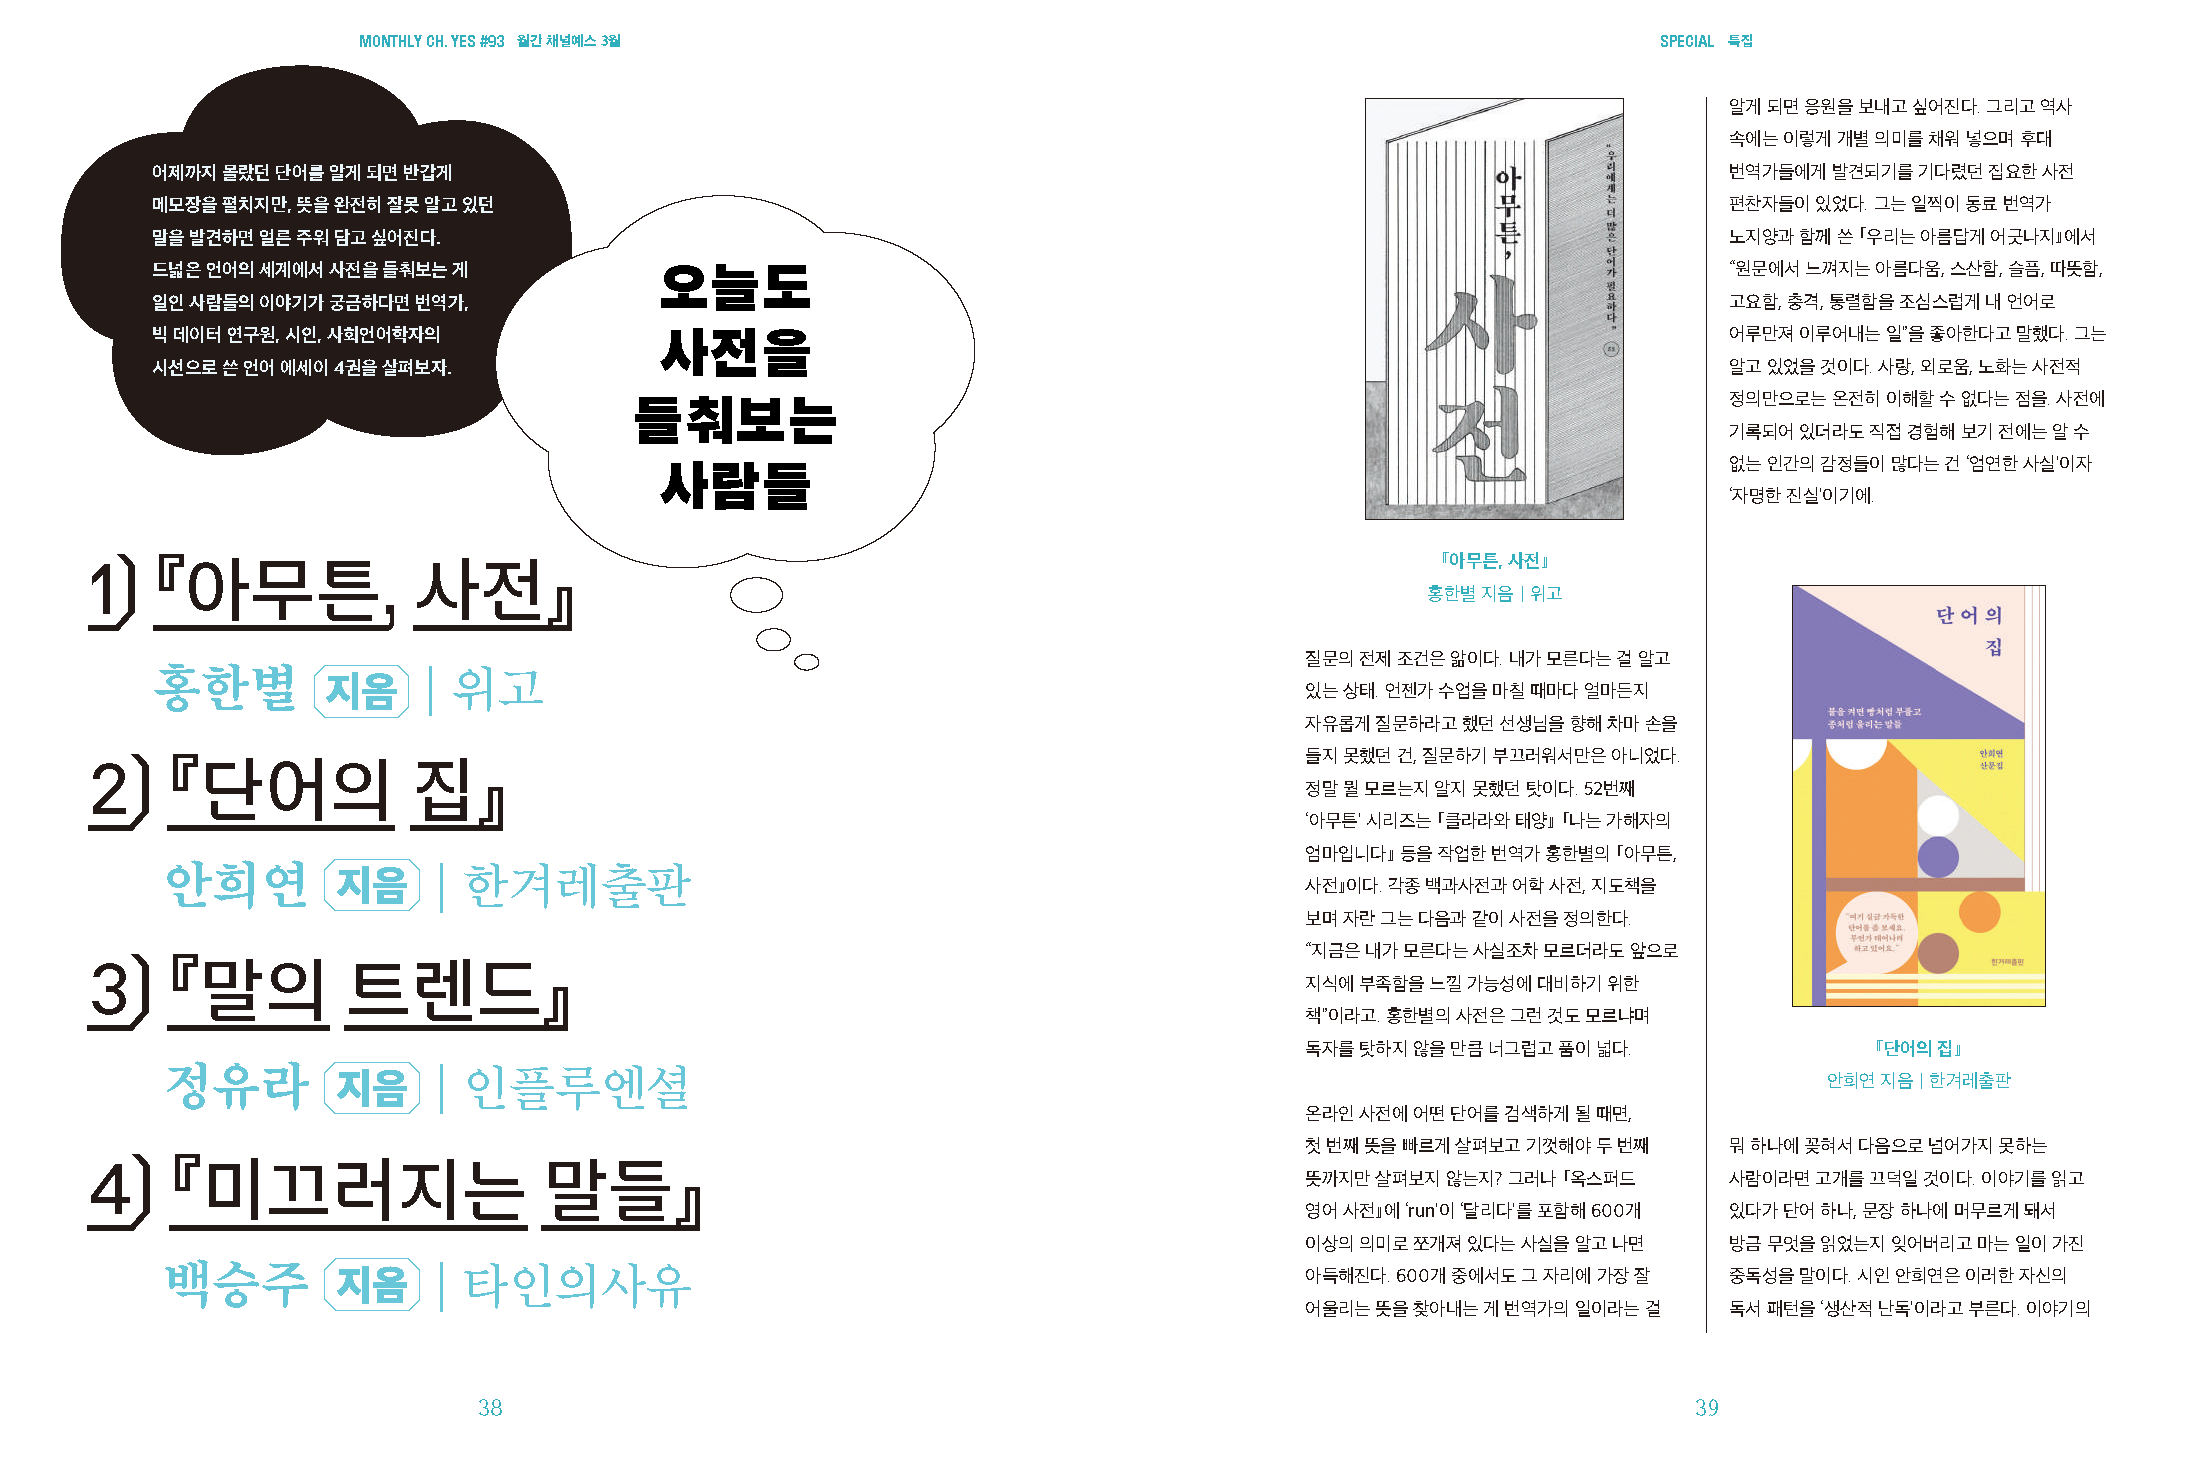 MONTHLY CH. YES #93 월간 채널예스 3월
어제까지 몰랐던 단어를 알게 되면 반갑게
메모장을 펼치지만, 뜻을 완전히 잘못 알고 있던
말을 발견하면 얼른 주워 담고 싶어진다.
드넓은 언어의 세계에서 사전을 들춰보는 게
일인 사람들의 이야기가 궁금하다면 번역가,
빅 데이터 연구원, 시인, 사회언어학자의
시선으로 쓴 언어 에세이 4권을 살펴보자.
오늘도
사전을
들춰보는
사람들
1) 『아무튼, 사전』
홍한별 지음 | 위고
2) 『단어의 집』
안희연 지음 | 한겨레출판
3) 『말의 트렌드』
정유라 지음 | 인플루엔셜
4) 『미끄러지는 말들』
백승주 지음 | 타인의사유
38
SPECIAL 특집
아무튼,
사전
“우리에게는 더 많은 단어가 필요하다”
52
『아무튼, 사전』
홍한별 지음 | 위고
질문의 전제 조건은 앎이다. 내가 모른다는 걸 알고
있는 상태. 언젠가 수업을 마칠 때마다 얼마든지
자유롭게 질문하라고 했던 선생님을 향해 차마 손을
들지 못했던 건, 질문하기 부끄러워서만은 아니었다.
정말 뭘 모르는지 알지 못했던 탓이다. 52번째
‘아무튼’ 시리즈는 『클라라와 태양』 『나는 가해자의
엄마입니다』 등을 작업한 번역가 홍한별의 『아무튼,
사전』이다. 각종 백과사전과 어학 사전, 지도책을
보며 자란 그는 다음과 같이 사전을 정의한다.
“지금은 내가 모른다는 사실조차 모르더라도 앞으로
지식에 부족함을 느낄 가능성에 대비하기 위한
책”이라고. 홍한별의 사전은 그런 것도 모르냐며
독자를 탓하지 않을 만큼 너그럽고 품이 넓다.
온라인 사전에 어떤 단어를 검색하게 될 때면,
첫 번째 뜻을 빠르게 살펴보고 기껏해야 두 번째
뜻까지만 살펴보지 않는지? 그러나 『옥스퍼드
영어 사전』에 ‘run’이 ‘달리다’를 포함해 600개
이상의 의미로 쪼개져 있다는 사실을 알고 나면
아득해진다. 600개 중에서도 그 자리에 가장 잘
어울리는 뜻을 찾아내는 게 번역가의 일이라는 걸
알게 되면 응원을 보내고 싶어진다. 그리고 역사
속에는 이렇게 개별 의미를 채워 넣으며 후대
번역가들에게 발견되기를 기다렸던 집요한 사전
편찬자들이 있었다. 그는 일찍이 동료 번역가
노지양과 함께 쓴 『우리는 아름답게 어긋나지』에서
“원문에서 느껴지는 아름다움, 스산함, 슬픔, 따뜻함,
고요함, 충격, 통렬함을 조심스럽게 내 언어로
어루만져 이루어내는 일”을 좋아한다고 말했다. 그는
알고 있었을 것이다. 사랑, 외로움, 노화는 사전적
정의만으로는 온전히 이해할 수 없다는 점을. 사전에
기록되어 있더라도 직접 경험해 보기 전에는 알 수
없는 인간의 감정들이 많다는 건 ‘엄연한 사실’이자
‘자명한 진실’이기에.
단어의
집
불을 켜면 빵처럼 부풀고
종처럼 울리는 말들
안희연
산문집
“여기 실금 가득한
단어들 좀 보세요.
무언가 태어나려
하고 있어요.”
한겨레출판
『단어의 집』
안희연 지음 | 한겨레출판
뭐 하나에 꽂혀서 다음으로 넘어가지 못하는
사람이라면 고개를 끄덕일 것이다. 이야기를 읽고
있다가 단어 하나, 문장 하나에 머무르게 돼서
방금 무엇을 읽었는지 잊어버리고 마는 일이 가진
중독성을 말이다. 시인 안희연은 이러한 자신의
독서 패턴을 ‘생산적 난독’이라고 부른다. 이야기의
39